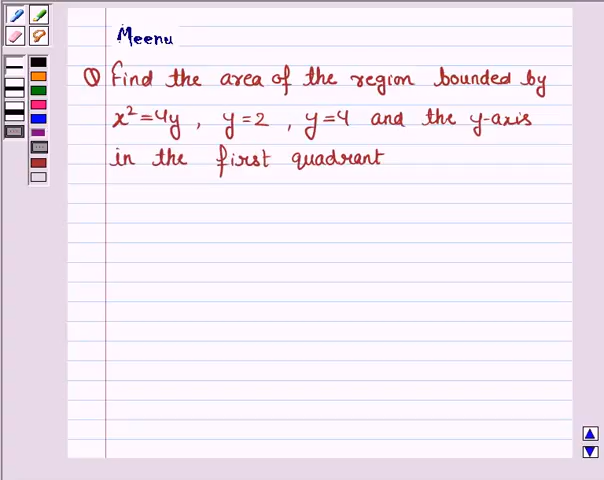 Meenu
Q Find the area of the region bounded by
x² = 4y , y = 2 , y = 4 and the y-axis
in the first quadrant